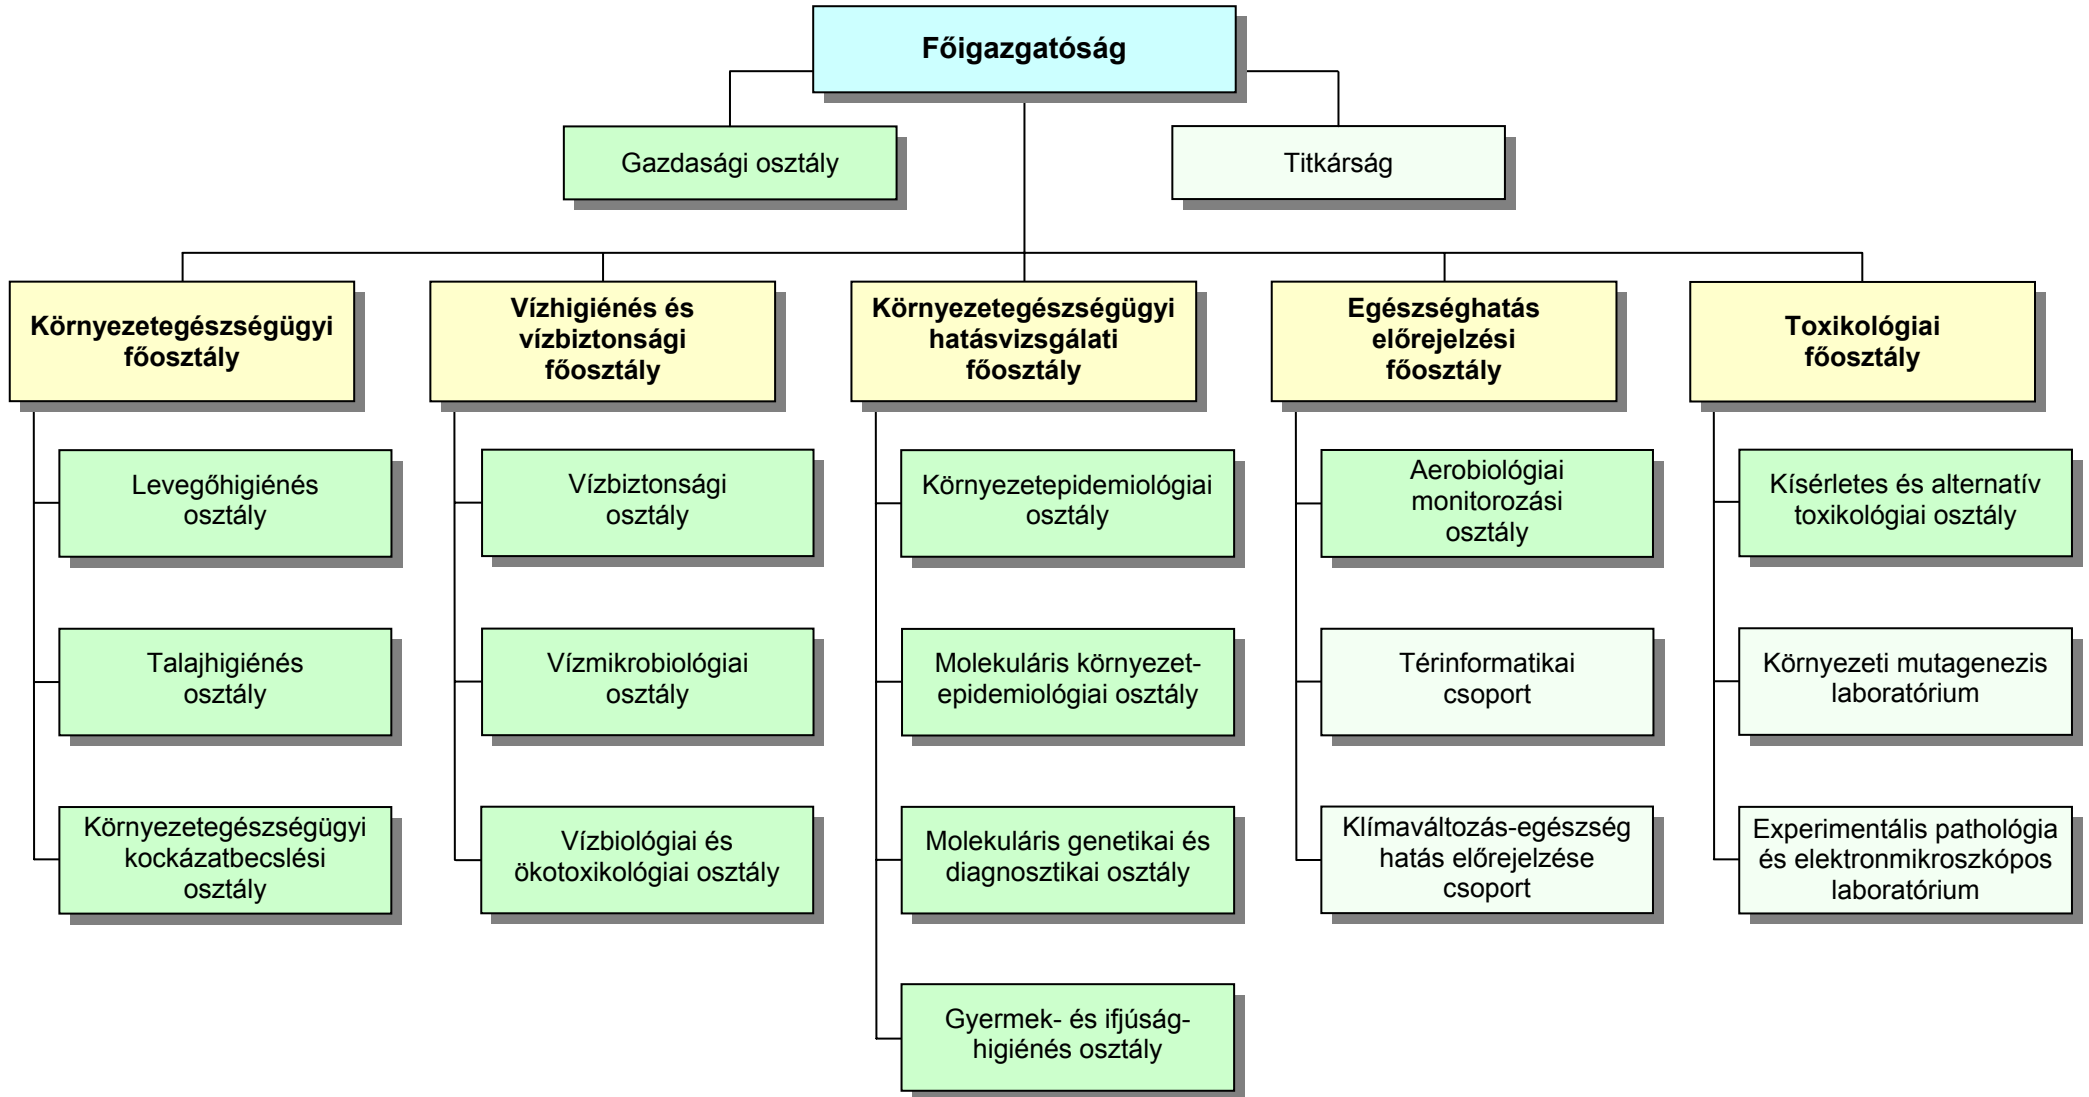 Főigazgatóság
Gazdasági osztály
Titkárság
Környezetegészségügyi
főosztály
Vízhigiénés és
vízbiztonsági
főosztály
Környezetegészségügyi
hatásvizsgálati
főosztály
Egészséghatás
előrejelzési
főosztály
Toxikológiai
főosztály
Levegőhigiénés
osztály
Talajhigiénés
osztály
Környezetegészségügyi
kockázatbecslési
osztály
Vízbiztonsági
osztály
Vízmikrobiológiai
osztály
Vízbiológiai és
ökotoxikológiai osztály
Környezetepidemiológiai
osztály
Molekuláris környezet-
epidemiológiai osztály
Molekuláris genetikai és
diagnosztikai osztály
Gyermek- és ifjúság-
higiénés osztály
Aerobiológiai
monitorozási
osztály
Térinformatikai
csoport
Klímaváltozás-egészség
hatás előrejelzése
csoport
Kísérletes és alternatív
toxikológiai osztály
Környezeti mutagenezis
laboratórium
Experimentális pathológia
és elektronmikroszkópos
laboratórium